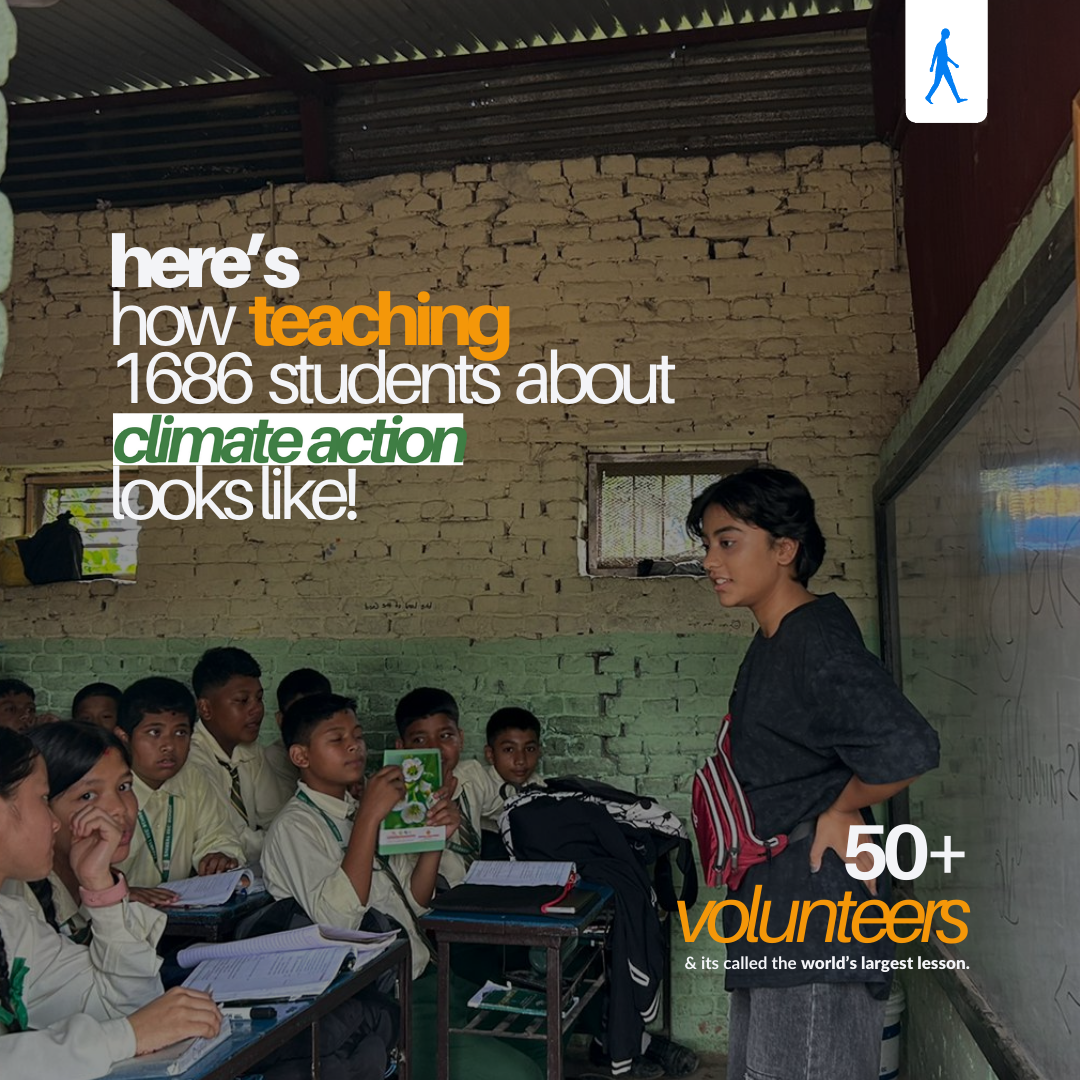 here’s
how teaching
1686 students about
climate action
looks like!
50+
volunteers
& its called the world’s largest lesson.